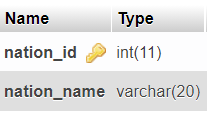 Name Type
nation_id int(11)
nation_name varchar(20)